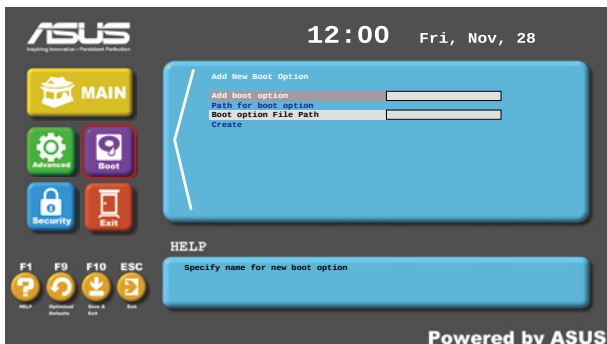 ASUS
Inspiring Innovation • Persistent Perfection
12:00 Fri, Nov, 28
MAIN
Advanced
Boot
Security
Exit
Add New Boot Option
Add boot option
Path for boot option
Boot option File Path
Create
HELP
Specify name for new boot option
F1 F9 F10 ESC
HELP
Optimized Defaults
Save & Exit
Exit
Powered by ASUS